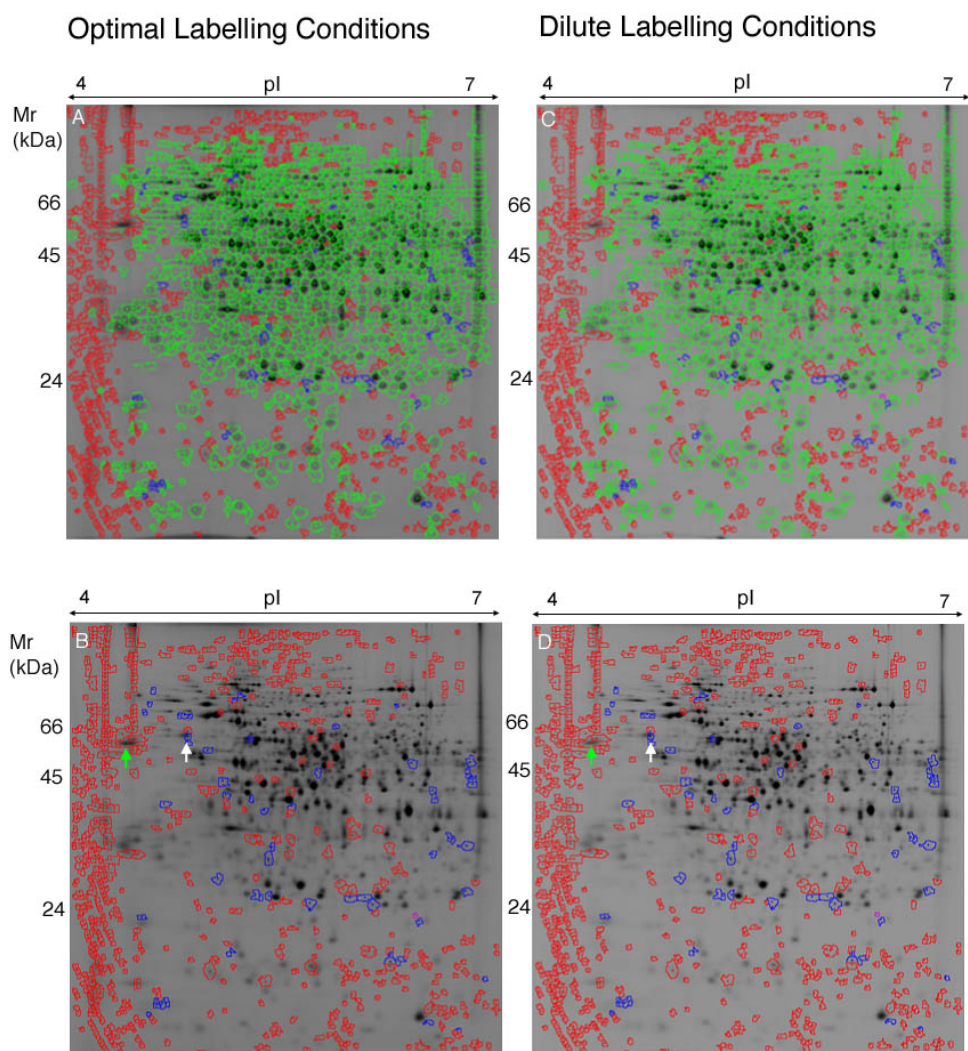 Optimal Labelling Conditions
Dilute Labelling Conditions
4 pI 7
4 pI 7
Mr
(kDa)
A
C
66
66
45
45
24
24
4 pI 7
4 pI 7
Mr
(kDa)
B
D
66
66
45
45
24
24